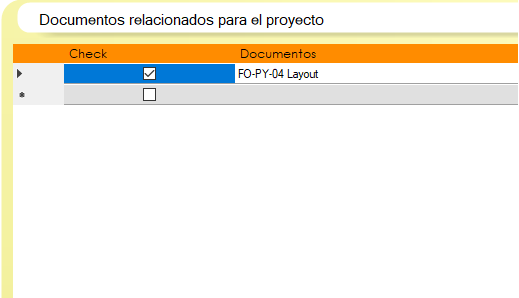 Documentos relacionados para el proyecto
Check Documentos
FO-PY-04 Layout